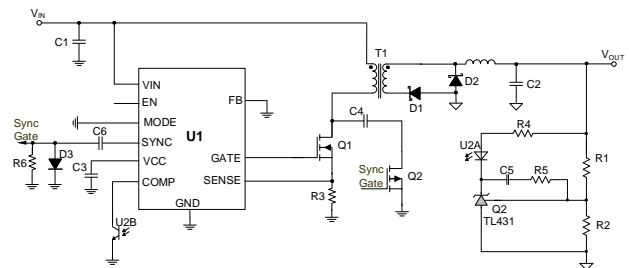 VIN
C1
T1
VOUT
D2
C2
D1
VIN
EN
MODE
SYNC
VCC
COMP
GND
U1
FB
GATE
SENSE
Sync
Gate
C6
R6
D3
C3
U2B
C4
Q1
Sync
Gate
Q2
R3
R4
U2A
C5
R5
R1
Q2
TL431
R2